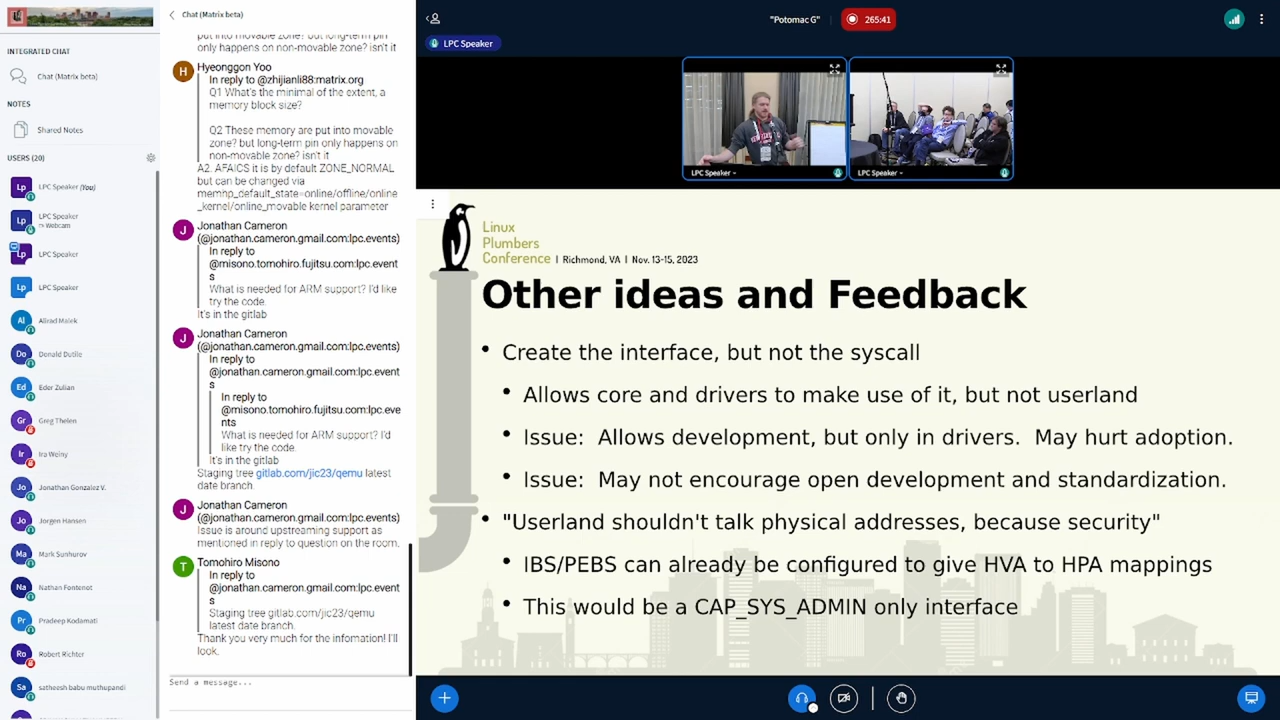 INTEGRATED CHAT
Chat (Matrix beta)
NOTES
Shared Notes
USERS (20)
Lp LPC Speaker (You)
Lp LPC Speaker
Webcam
Lp LPC Speaker
Lp LPC Speaker
Al Alirad Malek
Do Donald Dutile
Ed Eder Zulian
Gr Greg Thelen
Ir Ira Weiny
Jo Jonathan Gonzalez V.
Jo Jorgen Hansen
Ma Mark Sunhurov
Na Nathan Fontenot
Pr Pradeep Kodamati
Ro Robert Richter
Sa satheesh babu muthupandi
Chat (Matrix beta)
put into movable zone? but long-term pin
only happens on non-movable zone? isn't it
H Hyeonggon Yoo
In reply to @zhijianli88:matrix.org
Q1 What's the minimal of the extent, a
memory block size?
Q2 These memory are put into movable
zone? but long-term pin only happens on
non-movable zone? isn't it
A2. AFAICS it is by default ZONE_NORMAL
but can be changed via
memhp_default_state=online/offline/online
_kernel/online_movable kernel parameter
J Jonathan Cameron
(@jonathan.cameron.gmail.com:lpc.events)
In reply to
@misono.tomohiro.fujitsu.com:lpc.event
s
What is needed for ARM support? I'd like
try the code.
It's in the gitlab
J Jonathan Cameron
(@jonathan.cameron.gmail.com:lpc.events)
In reply to
@jonathan.cameron.gmail.com:lpc.event
s
In reply to
@misono.tomohiro.fujitsu.com:lpc.eve
nts
What is needed for ARM support? I'd
like try the code.
It's in the gitlab
Staging tree gitlab.com/jic23/qemu latest
date branch.
J Jonathan Cameron
(@jonathan.cameron.gmail.com:lpc.events)
Issue is around upstreaming support as
mentioned in reply to question on the room.
T Tomohiro Misono
In reply to
@jonathan.cameron.gmail.com:lpc.event
s
Staging tree gitlab.com/jic23/qemu
latest date branch.
Thank you very much for the infomation! I'll
look.
Send a message...
"Potomac G"
265:41
LPC Speaker
LPC Speaker
LPC Speaker
Linux
Plumbers
Conference | Richmond, VA | Nov. 13-15, 2023
Other ideas and Feedback
• Create the interface, but not the syscall
• Allows core and drivers to make use of it, but not userland
• Issue: Allows development, but only in drivers. May hurt adoption.
• Issue: May not encourage open development and standardization.
• "Userland shouldn't talk physical addresses, because security"
• IBS/PEBS can already be configured to give HVA to HPA mappings
• This would be a CAP_SYS_ADMIN only interface